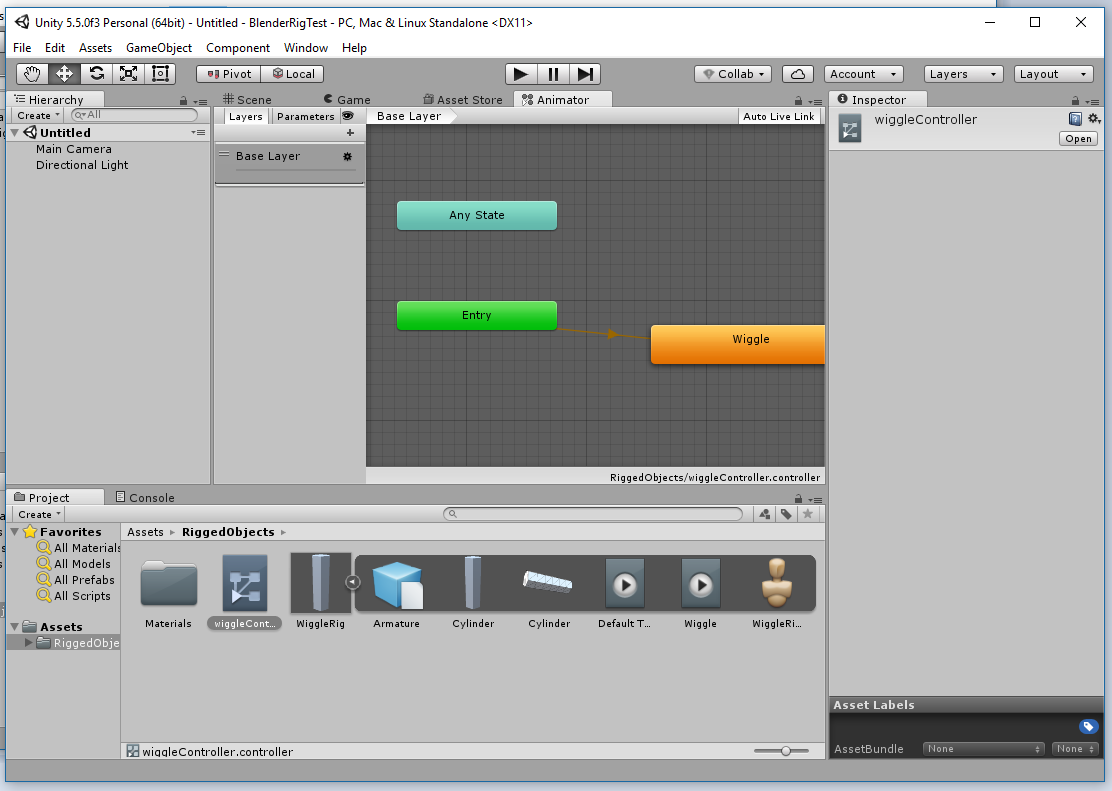 Unity 5.5.0f3 Personal (64bit) - Untitled - BlenderRigTest - PC, Mac & Linux Standalone <DX11>
File Edit Assets GameObject Component Window Help
Pivot Local Collab Account Layers Layout
Hierarchy Scene Game Asset Store Animator Inspector
Create All Layers Parameters Base Layer Auto Live Link wiggleController
Untitled Open
Main Camera Base Layer
Directional Light
Any State
Entry
Wiggle
RiggedObjects/wiggleController.controller
Project Console
Create
Favorites Assets RiggedObjects
All Materials
All Models
All Prefabs
All Scripts
Materials wiggleCont... WiggleRig Armature Cylinder Cylinder Default T... Wiggle WiggleRi...
Assets
RiggedObje
Asset Labels
wiggleController.controller AssetBundle None None